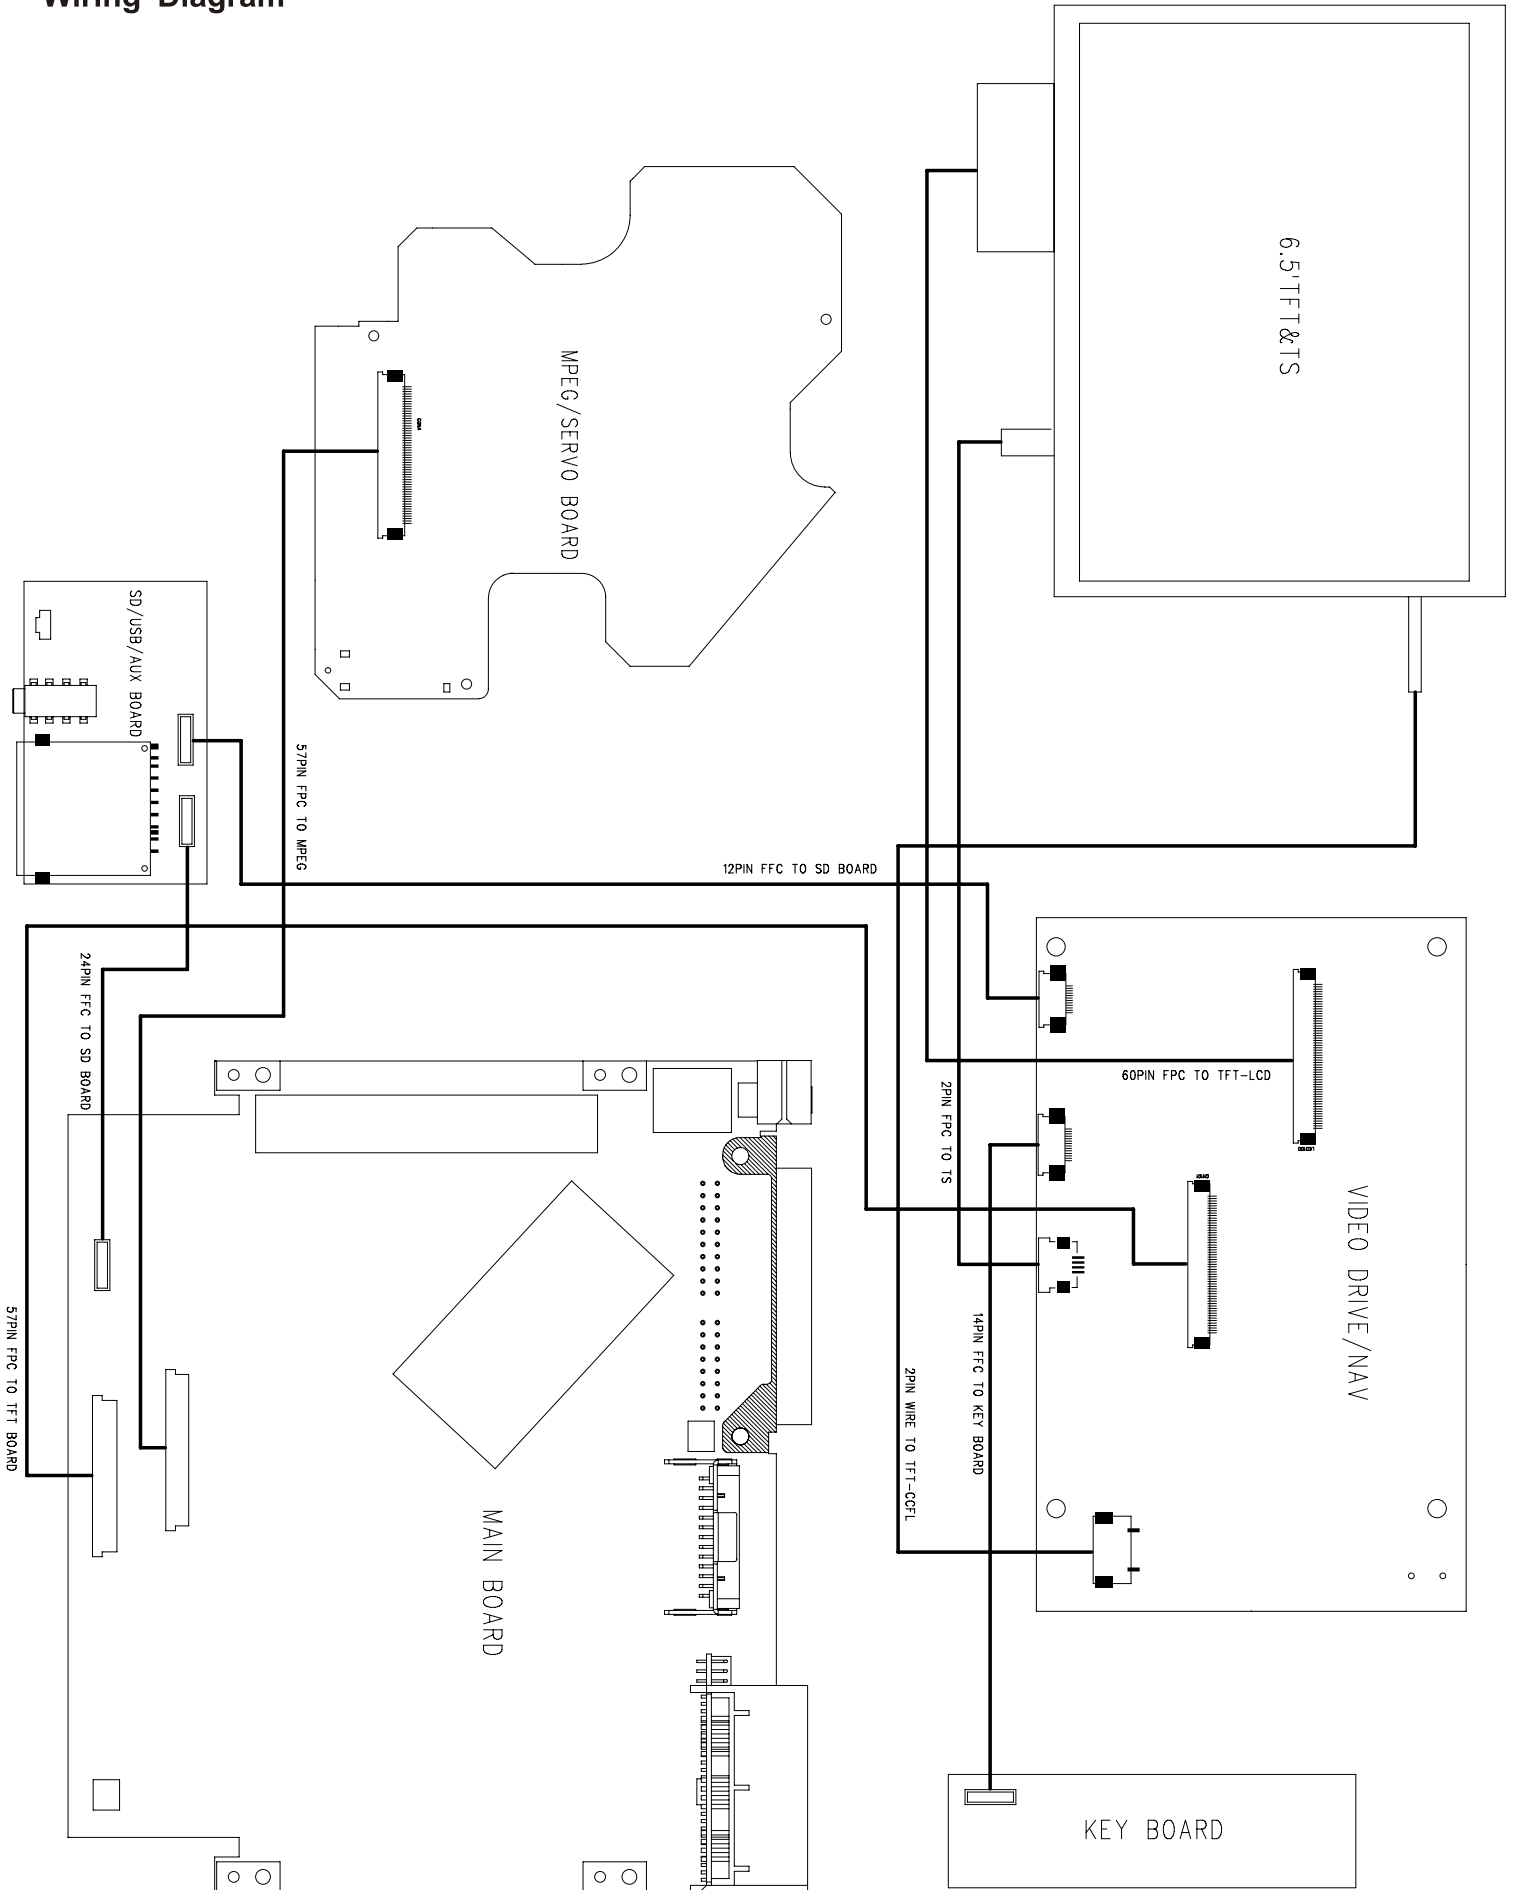 Wiring Diagram
6.5'TFT&TS
MPEG/SERVO BOARD
SD/USB/AUX BOARD
57PIN FPC TO MPEG
12PIN FFC TO SD BOARD
24PIN FFC TO SD BOARD
60PIN FPC TO TFT-LCD
2PIN FPC TO TS
VIDEO DRIVE/NAV
14PIN FFC TO KEY BOARD
57PIN FPC TO TFT BOARD
2PIN WIRE TO TFT-CCFL
MAIN BOARD
KEY BOARD